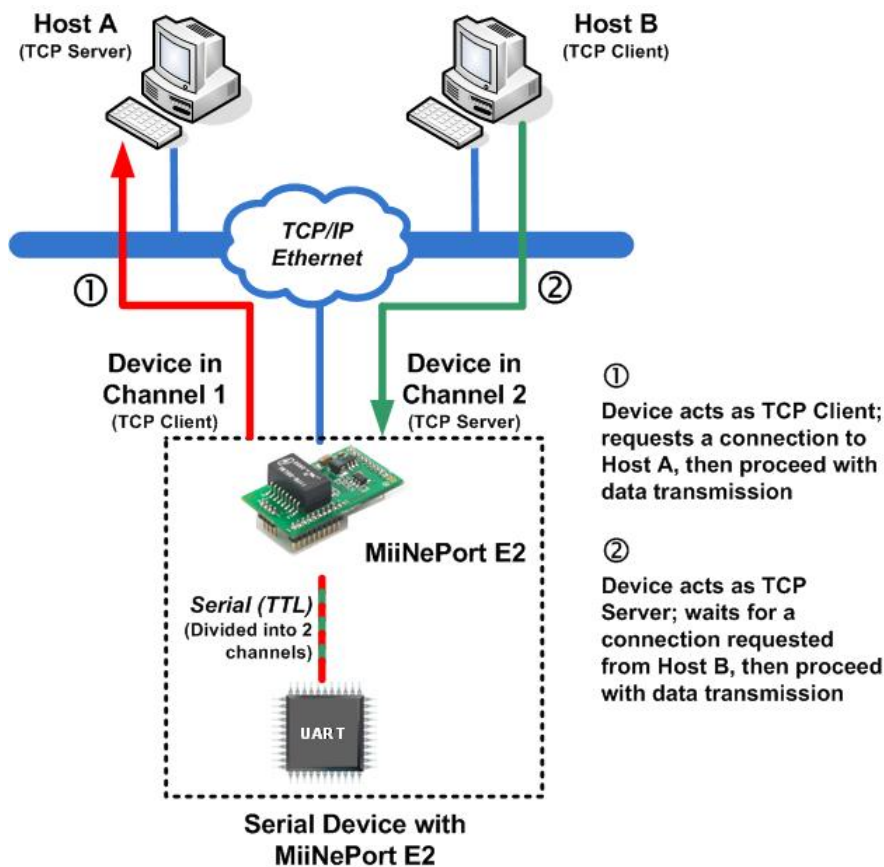 Host A
(TCP Server)
Host B
(TCP Client)
TCP/IP
Ethernet
①
②
Device in
Channel 1
(TCP Client)
Device in
Channel 2
(TCP Server)
MiiNePort E2
Serial (TTL)
(Divided into 2
channels)
UART
Serial Device with
MiiNePort E2
①
Device acts as TCP Client;
requests a connection to
Host A, then proceed with
data transmission
②
Device acts as TCP
Server; waits for a
connection requested
from Host B, then proceed
with data transmission